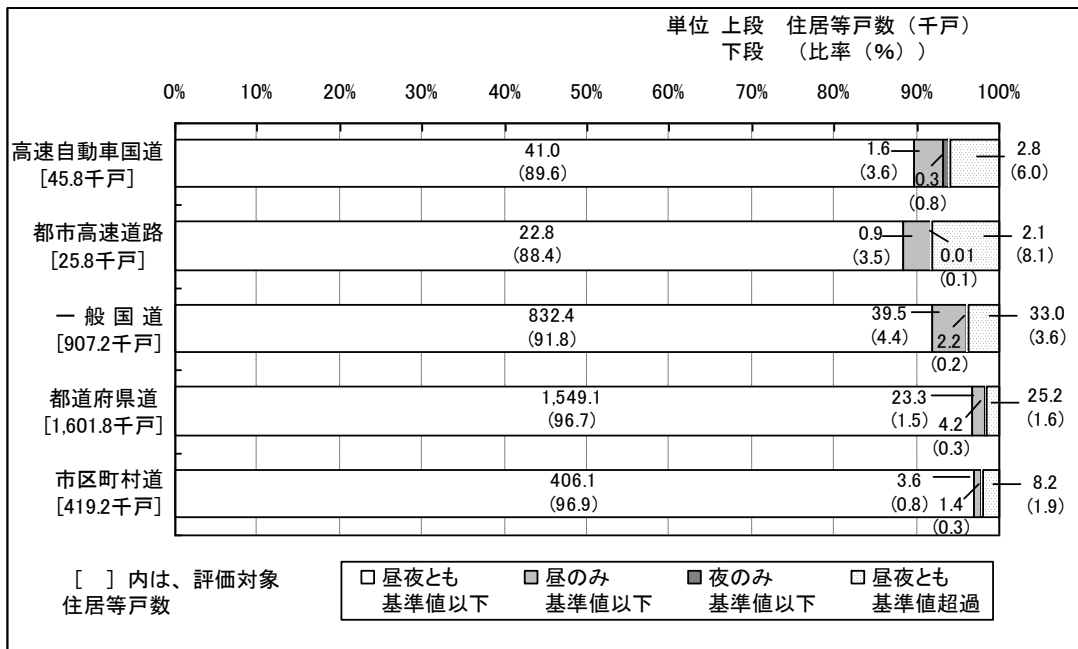 単位 上段 住居等戸数（千戸）
下段 （比率（％））
0% 10% 20% 30% 40% 50% 60% 70% 80% 90% 100%
高速自動車国道
[45.8千戸]
41.0
(89.6)
1.6
(3.6)
0.3
(0.8)
2.8
(6.0)
都市高速道路
[25.8千戸]
22.8
(88.4)
0.9
(3.5)
0.01
(0.1)
2.1
(8.1)
一 般 国 道
[907.2千戸]
832.4
(91.8)
39.5
(4.4)
2.2
(0.2)
33.0
(3.6)
都道府県道
[1,601.8千戸]
1,549.1
(96.7)
23.3
(1.5)
4.2
(0.3)
25.2
(1.6)
市区町村道
[419.2千戸]
406.1
(96.9)
3.6
(0.8)
1.4
(0.3)
8.2
(1.9)
[ ] 内は、評価対象
住居等戸数
昼夜とも
基準値以下
昼のみ
基準値以下
夜のみ
基準値以下
昼夜とも
基準値超過